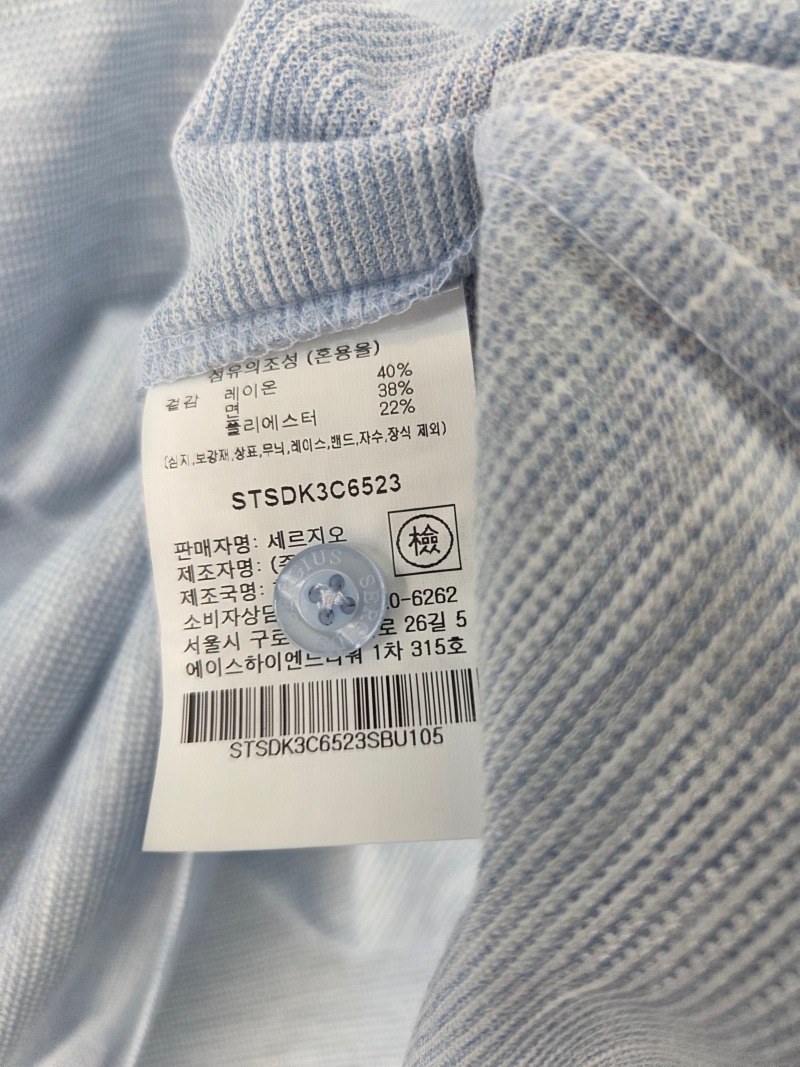 섬유의조성 (혼용율)
겉감 레이온 40%
면 38%
폴리에스터 22%
(심지,보강재,상표,무늬,레이스,밴드,자수,장식 제외)
STSDK3C6523
판매자명: 세르지오
檢
제조자명: (주
제조국명:
소비자상담 0-6262
서울시 구로 로 26길 5
에이스하이엔드타워 1차 315호
STSDK3C6523SBU105